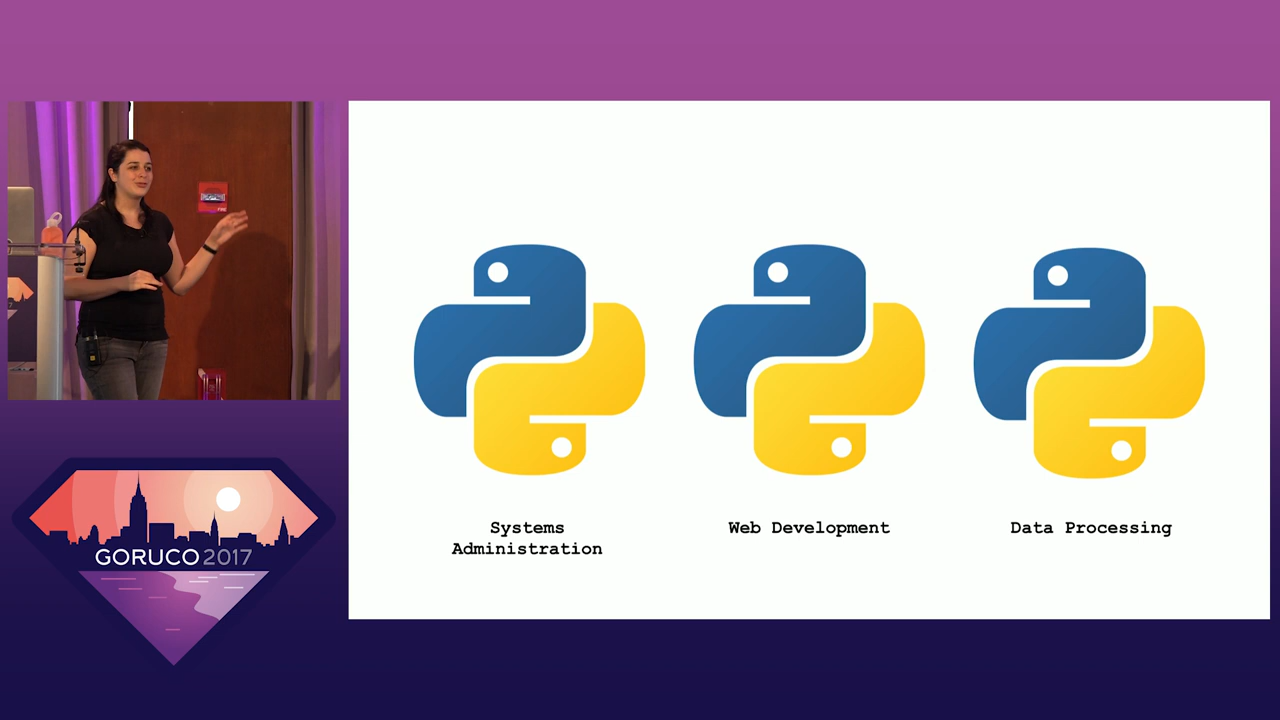 Systems
Administration
Web Development
Data Processing
GORUCO 2017